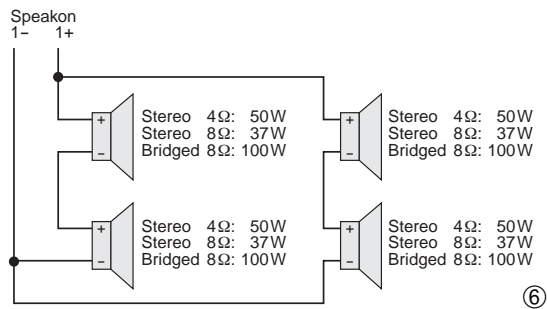 Speakon
1− 1+
+
Stereo 4Ω: 50W
Stereo 8Ω: 37W
Bridged 8Ω: 100W
−
+
Stereo 4Ω: 50W
Stereo 8Ω: 37W
Bridged 8Ω: 100W
−
+
Stereo 4Ω: 50W
Stereo 8Ω: 37W
Bridged 8Ω: 100W
−
+
Stereo 4Ω: 50W
Stereo 8Ω: 37W
Bridged 8Ω: 100W
−
⑥